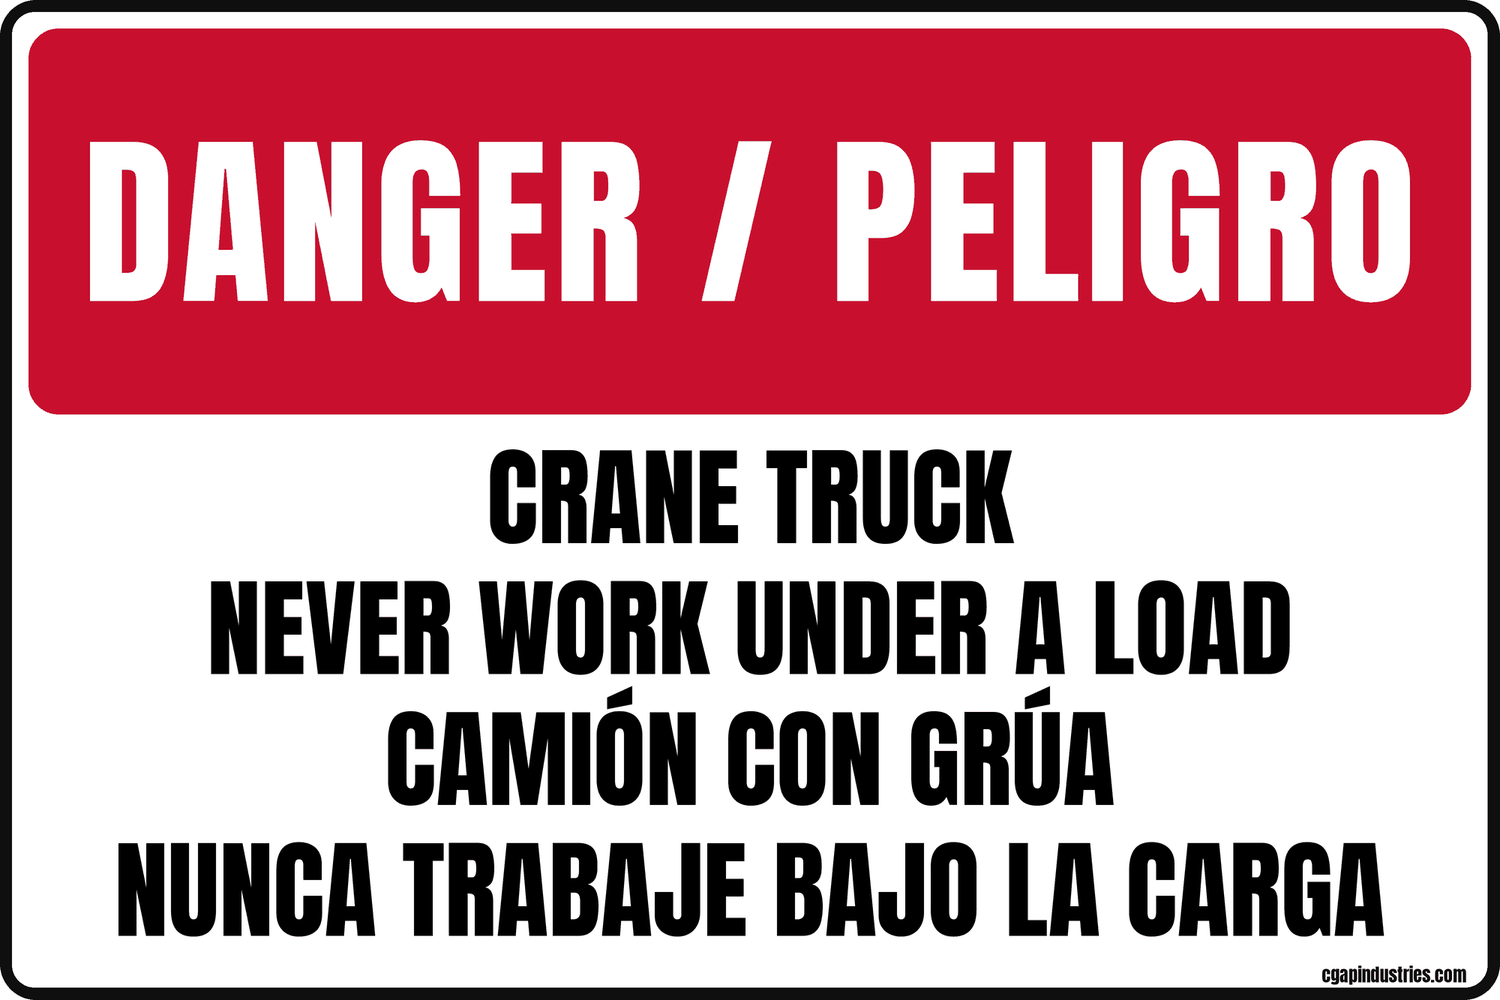 DANGER / PELIGRO
CRANE TRUCK
NEVER WORK UNDER A LOAD
CAMIÓN CON GRÚA
NUNCA TRABAJE BAJO LA CARGA
cgapindustries.com